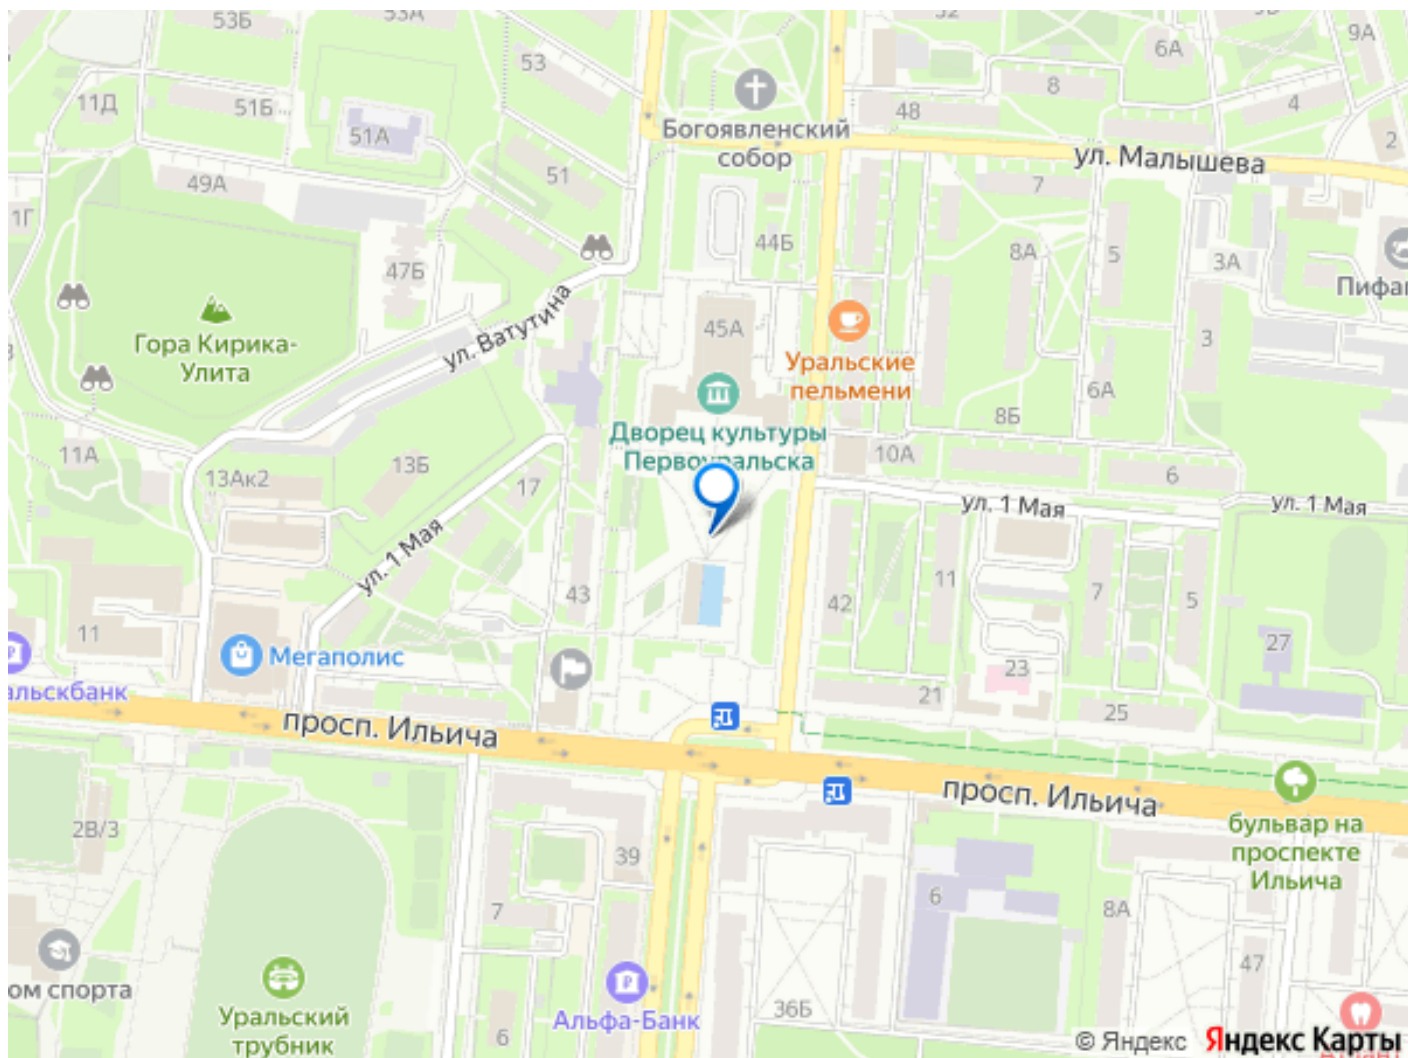 53Б
53А
52
9А
6А
53
8
11Д
51Б
48
4
51А
Богоявленский
собор
2
ул. Малышева
51
49А
7
1Г
44Б
8А
5
3А
47Б
Пифа
45А
Гора Кирика-
Улита
ул. Ватутина
3
Уральские
пельмени
6А
8Б
Дворец культуры
Первоуральска
11А
13Б
10А
13Ак2
17
6
ул. 1 Мая
ул. 1 Мая
ул. 1 Мая
43
42
11
7
5
11
27
Мегаполис
23
альскбанк
21
25
просп. Ильича
просп. Ильича
2В/3
бульвар на
проспекте
Ильича
39
7
6
8А
47
ом спорта
Уральский
трубник
Альфа-Банк
36Б
6
© Яндекс Яндекс Карты